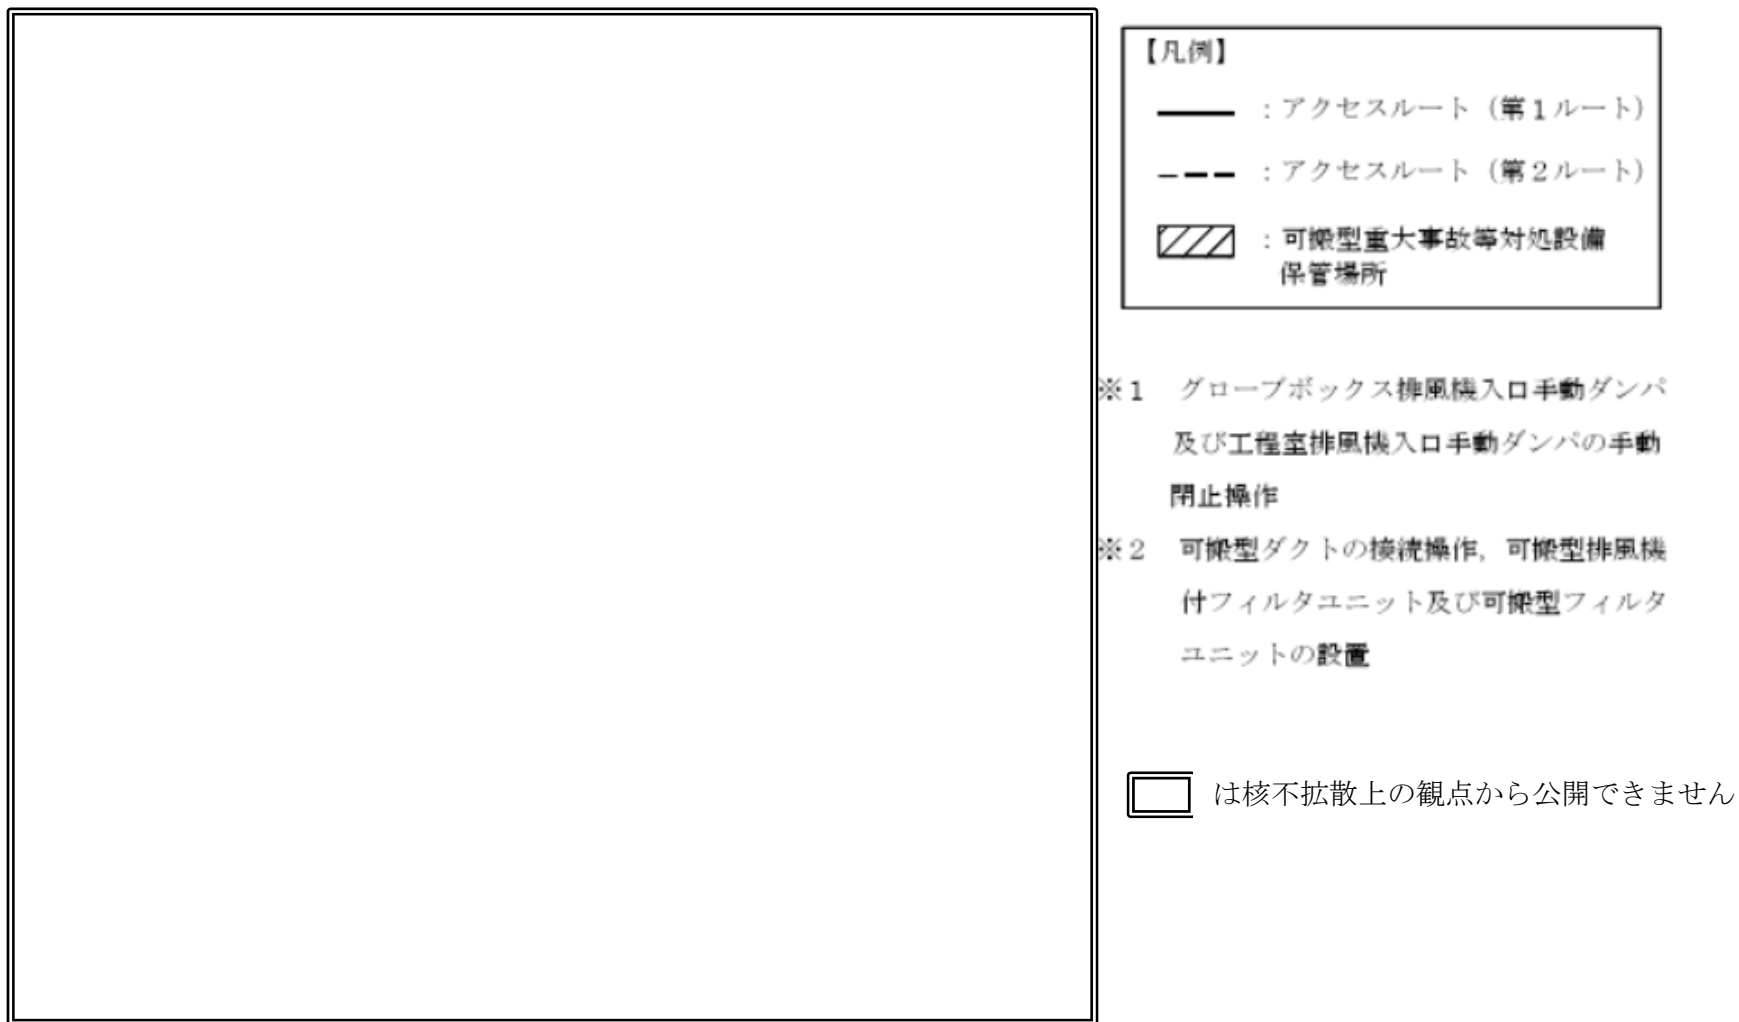 【凡例】
：アクセスルート（第１ルート）
：アクセスルート（第２ルート）
：可搬型重大事故等対処設備
保管場所
※１　グローブボックス排風機入口手動ダンパ
及び工程室排風機入口手動ダンパの手動
閉止操作
※２　可搬型ダクトの接続操作，可搬型排風機
付フィルタユニット及び可搬型フィルタ
ユニットの設置
は核不拡散上の観点から公開できません